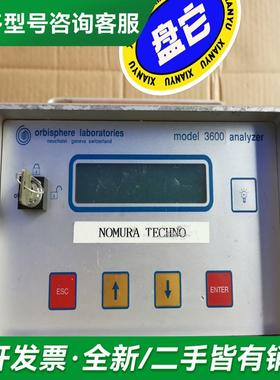 型号咨询客服
盘它
XIANYU
XIANYU
orbisphere laboratories
neuchatel geneva switzerland
model 3600 analyzer
NOMURA TECHNO
ESC
ENTER
开发票·全新/二手皆有销